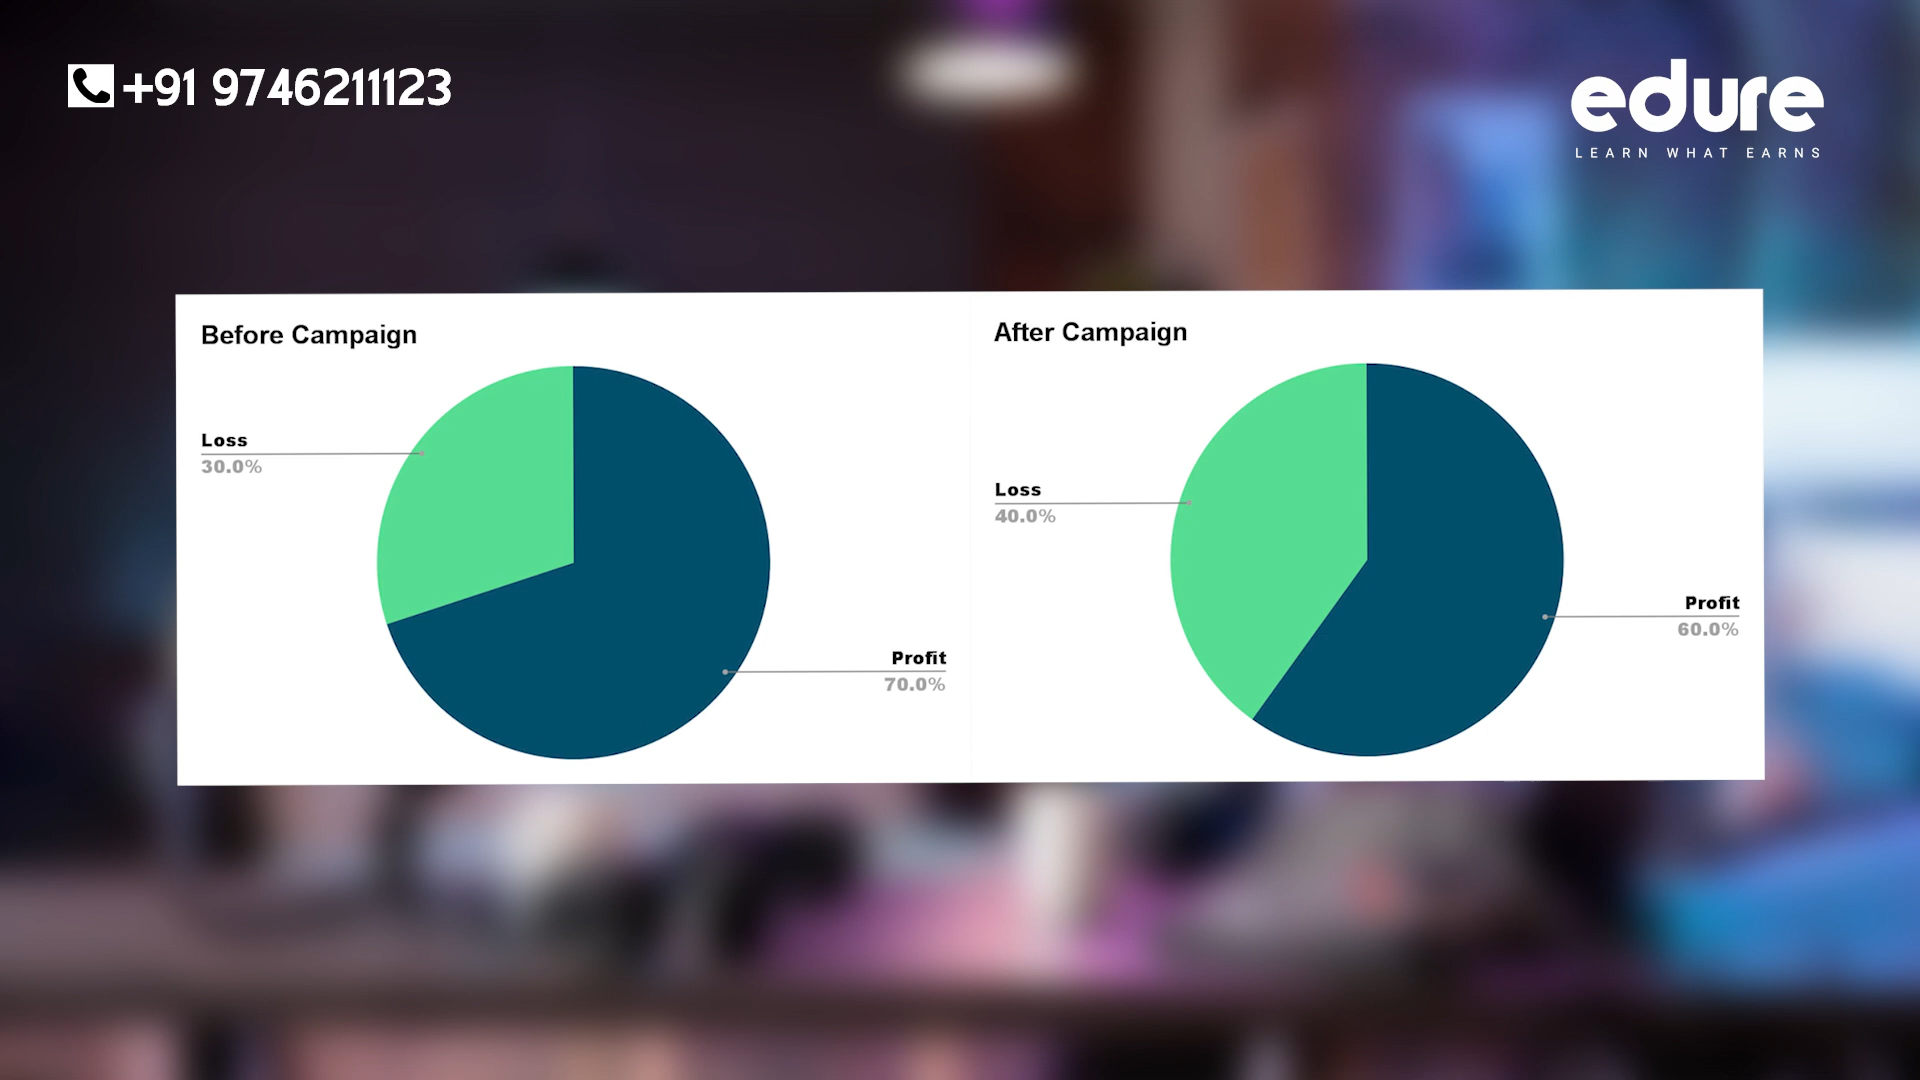 +91 9746211123
edure
LEARN WHAT EARNS
Before Campaign
Loss
30.0%
Profit
70.0%
After Campaign
Loss
40.0%
Profit
60.0%